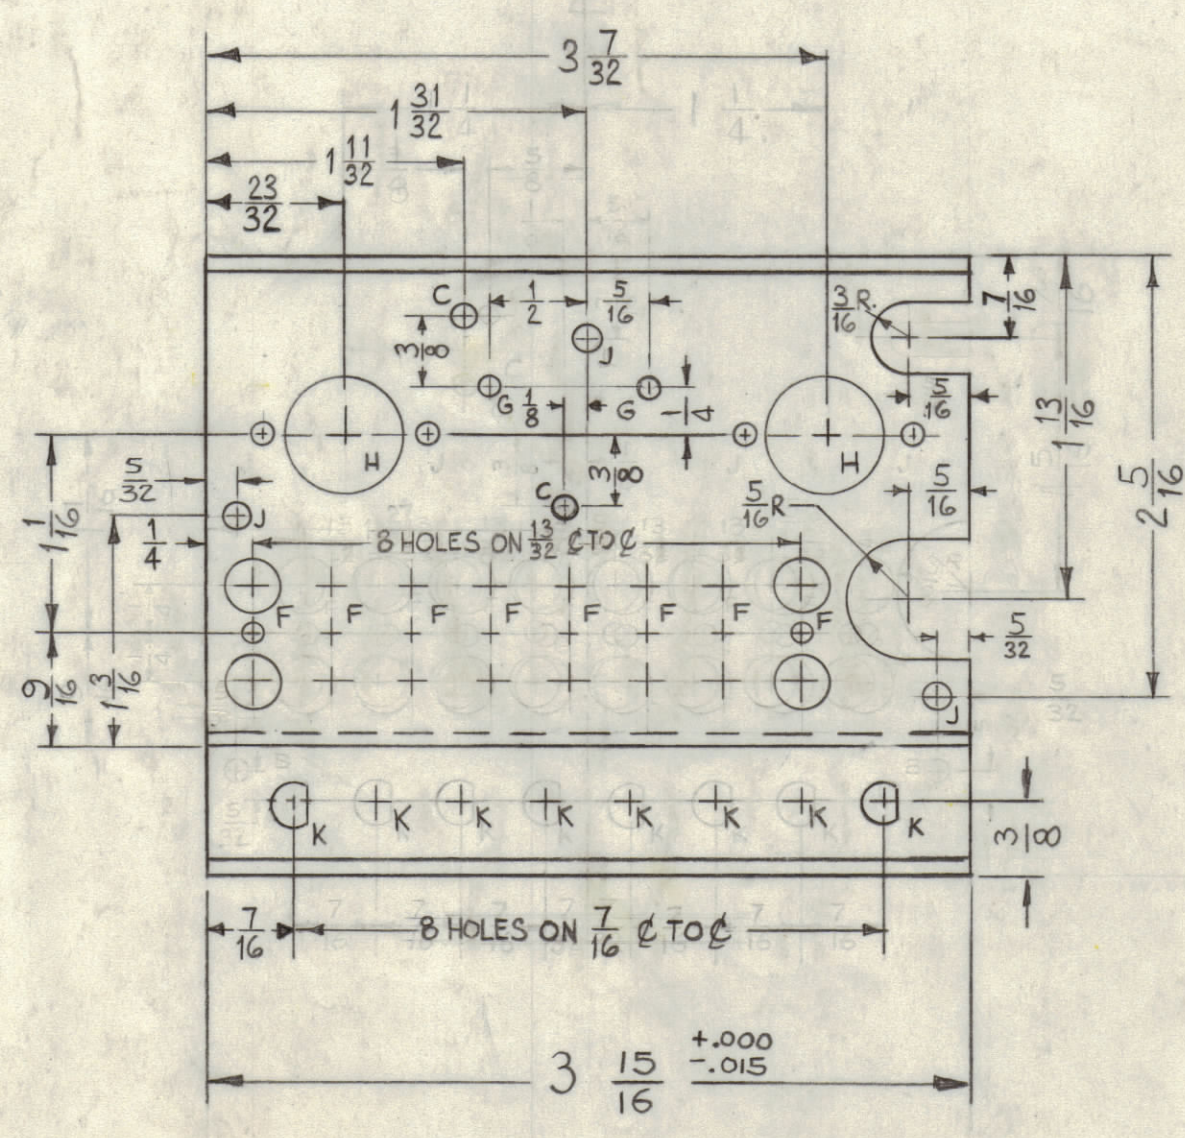 3 7/32
1 31/32
1 11/32
23/32
C
1/2
5/16
3/16 R.
7/16
3/8
J
G
1/8
G
1/4
5/16
1 13/16
H
J
J
H
J
5/32
C
3/8
5/16 R
5/16
2 5/16
1 1/16
J
1/4
8 HOLES ON 13/32 ℄ TO ℄
F F F F F F F F
5/32
9/16
1 3/16
J
K K K K K K K K
3/8
7/16
8 HOLES ON 7/16 ℄ TO ℄
3 15/16 +.000
-.015